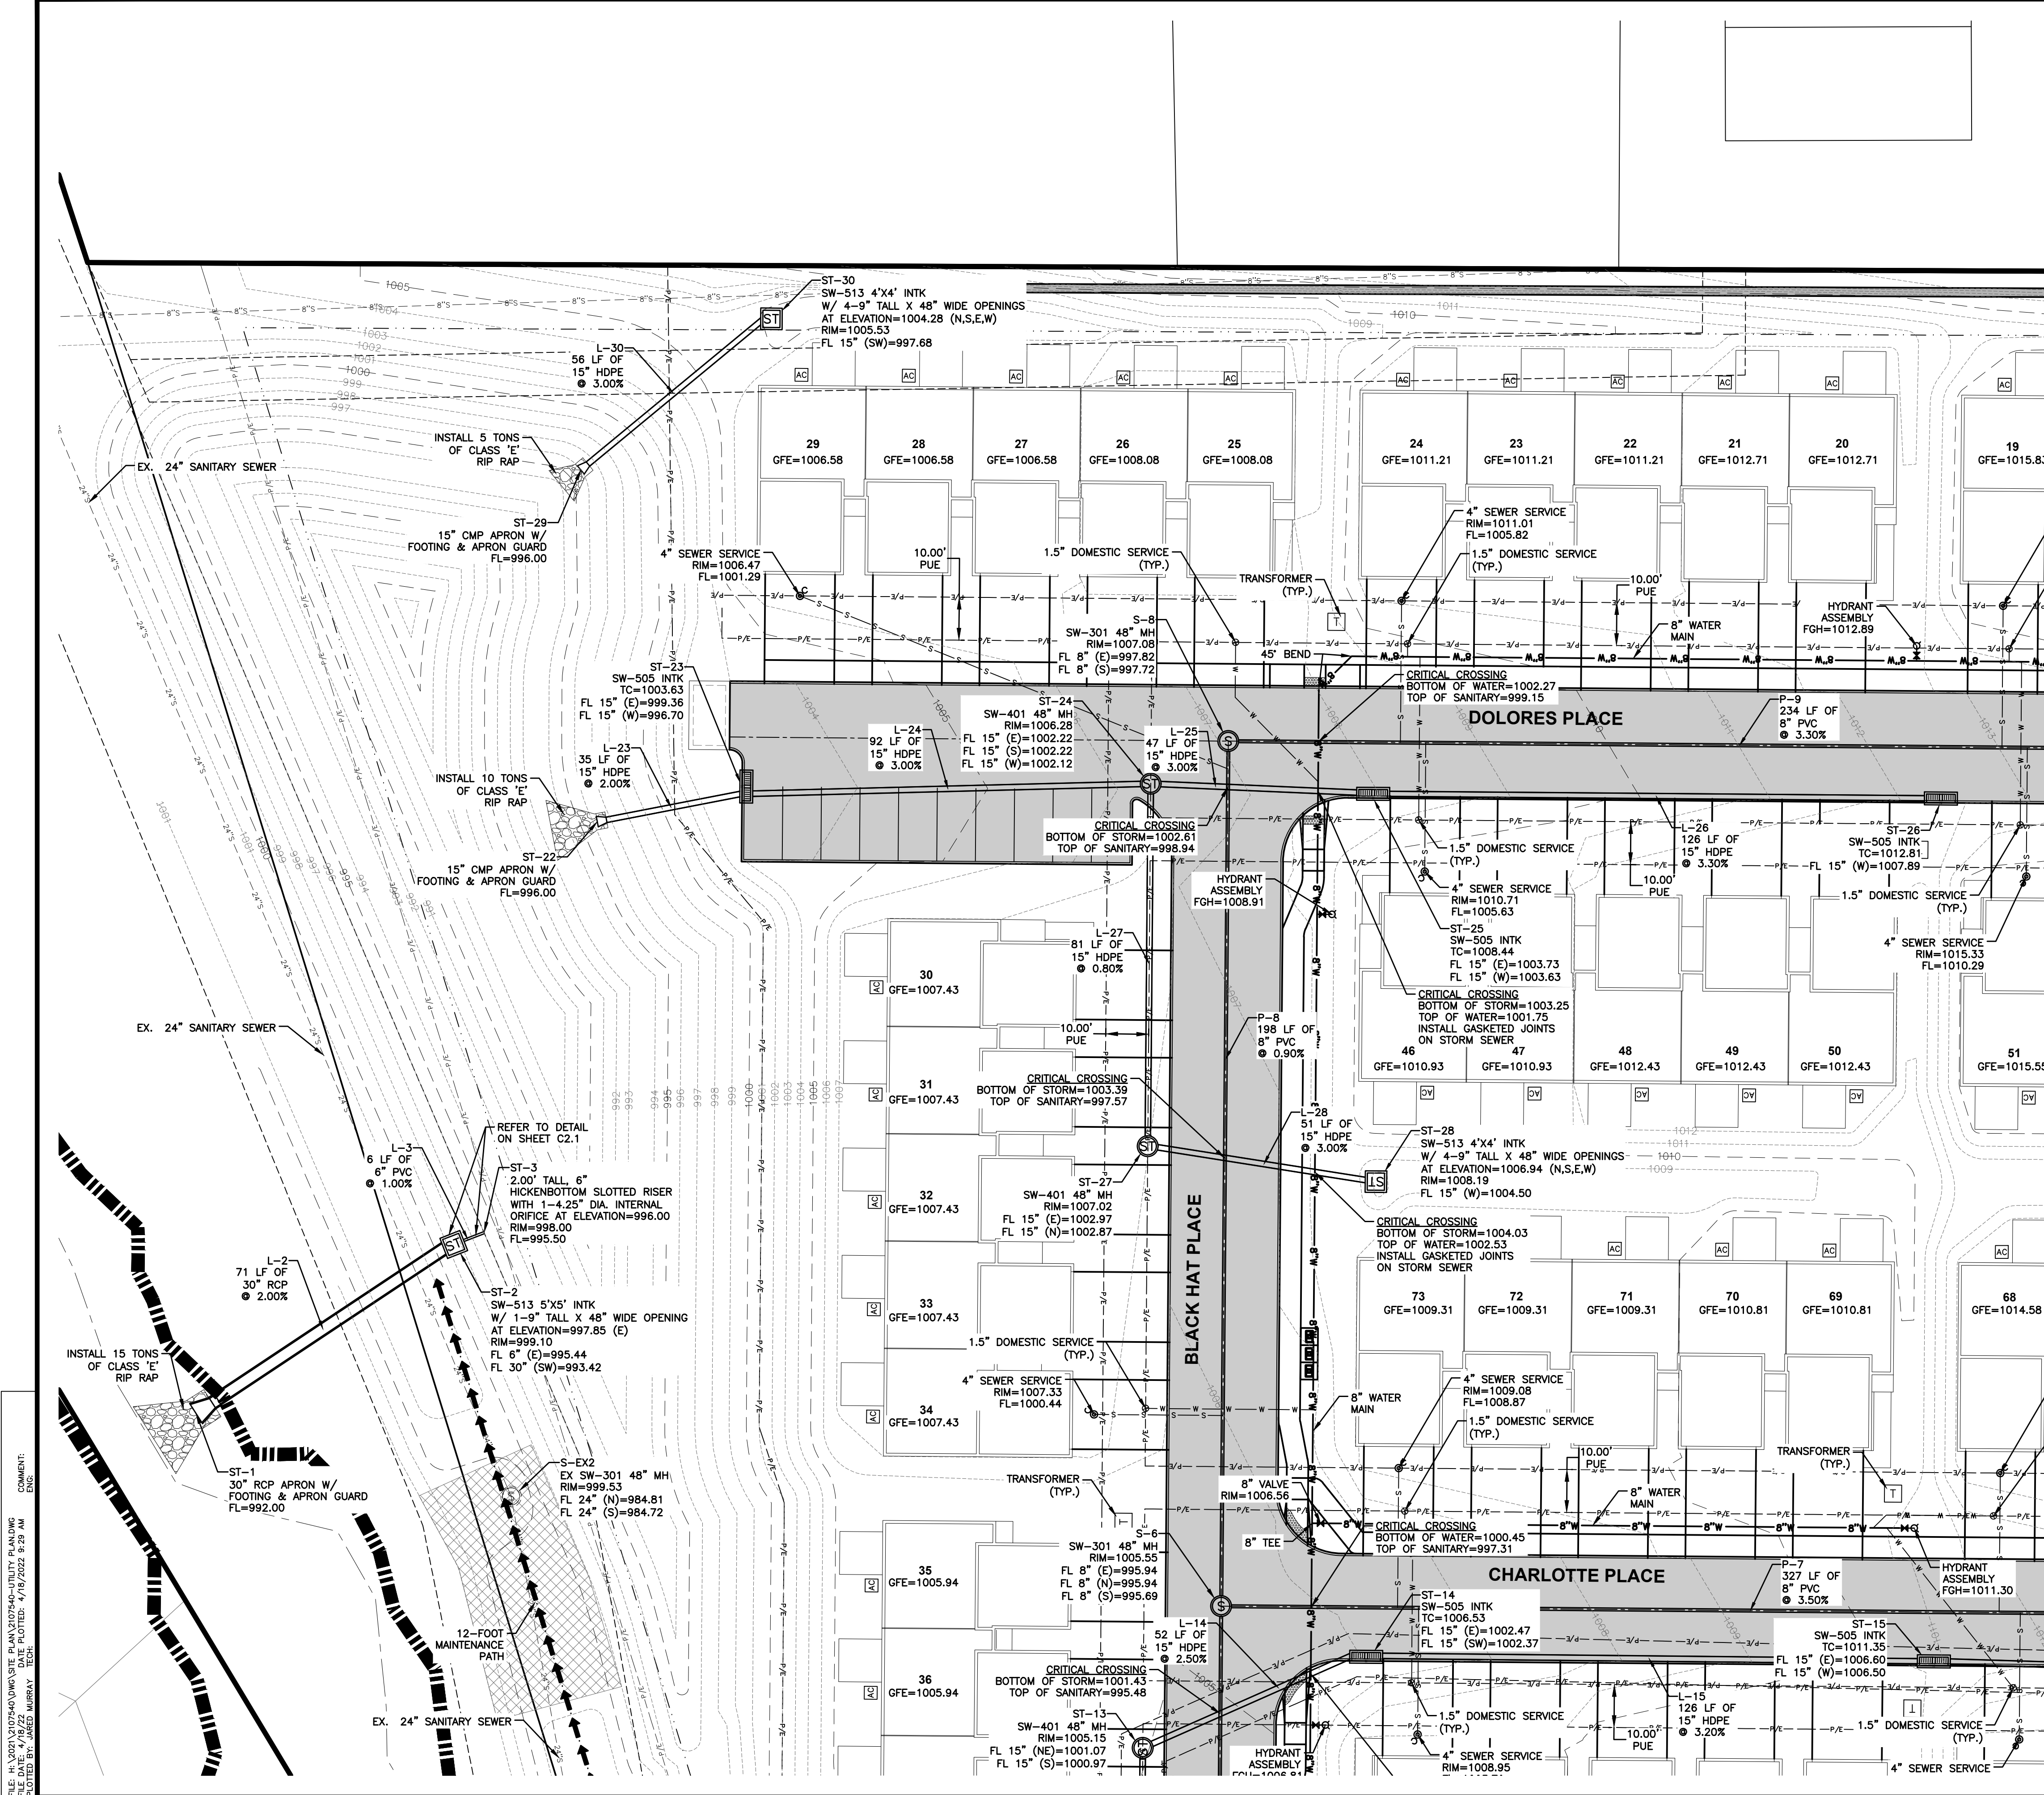 ST-30
SW-513 4'X4' INTK
W/ 4-9" TALL X 48" WIDE OPENINGS
AT ELEVATION=1004.28 (N,S,E,W)
RIM=1005.53
FL 15" (SW)=997.68
L-30
56 LF OF
15" HDPE
@ 3.00%
INSTALL 5 TONS
OF CLASS 'E'
RIP RAP
EX. 24" SANITARY SEWER
ST-29
15" CMP APRON W/
FOOTING & APRON GUARD
FL=996.00
29
GFE=1006.58
28
GFE=1006.58
27
GFE=1006.58
26
GFE=1008.08
25
GFE=1008.08
24
GFE=1011.21
23
GFE=1011.21
22
GFE=1011.21
21
GFE=1012.71
20
GFE=1012.71
19
GFE=1015.83
4" SEWER SERVICE
RIM=1006.47
FL=1001.29
10.00'
PUE
1.5" DOMESTIC SERVICE
(TYP.)
TRANSFORMER
(TYP.)
4" SEWER SERVICE
RIM=1011.01
FL=1005.82
1.5" DOMESTIC SERVICE
(TYP.)
10.00'
PUE
8" WATER
MAIN
HYDRANT
ASSEMBLY
FGH=1012.89
S-8
SW-301 48" MH
RIM=1007.08
FL 8" (E)=997.82
FL 8" (S)=997.72
45° BEND
CRITICAL CROSSING
BOTTOM OF WATER=1002.27
TOP OF SANITARY=999.15
DOLORES PLACE
P-9
234 LF OF
8" PVC
@ 3.30%
ST-23
SW-505 INTK
TC=1003.63
FL 15" (E)=999.36
FL 15" (W)=996.70
L-23
35 LF OF
15" HDPE
@ 2.00%
INSTALL 10 TONS
OF CLASS 'E'
RIP RAP
ST-22
15" CMP APRON W/
FOOTING & APRON GUARD
FL=996.00
L-24
92 LF OF
15" HDPE
@ 3.00%
ST-24
SW-401 48" MH
RIM=1006.28
FL 15" (E)=1002.22
FL 15" (S)=1002.22
FL 15" (W)=1002.12
L-25
47 LF OF
15" HDPE
@ 3.00%
CRITICAL CROSSING
BOTTOM OF STORM=1002.61
TOP OF SANITARY=998.94
HYDRANT
ASSEMBLY
FGH=1008.91
1.5" DOMESTIC SERVICE
(TYP.)
4" SEWER SERVICE
RIM=1010.71
FL=1005.63
ST-25
SW-505 INTK
TC=1008.44
FL 15" (E)=1003.73
FL 15" (W)=1003.63
CRITICAL CROSSING
BOTTOM OF STORM=1003.25
TOP OF WATER=1001.75
INSTALL GASKETED JOINTS
ON STORM SEWER
10.00'
PUE
L-26
126 LF OF
15" HDPE
@ 3.30%
ST-26
SW-505 INTK
TC=1012.81
FL 15" (W)=1007.89
1.5" DOMESTIC SERVICE
(TYP.)
4" SEWER SERVICE
RIM=1015.33
FL=1010.29
46
GFE=1010.93
47
GFE=1010.93
48
GFE=1012.43
49
GFE=1012.43
50
GFE=1012.43
51
GFE=1015.55
L-27
81 LF OF
15" HDPE
@ 0.80%
30
GFE=1007.43
31
GFE=1007.43
32
GFE=1007.43
33
GFE=1007.43
34
GFE=1007.43
35
GFE=1005.94
36
GFE=1005.94
10.00'
PUE
P-8
198 LF OF
8" PVC
@ 0.90%
CRITICAL CROSSING
BOTTOM OF STORM=1003.39
TOP OF SANITARY=997.57
L-28
51 LF OF
15" HDPE
@ 3.00%
ST-28
SW-513 4'X4' INTK
W/ 4-9" TALL X 48" WIDE OPENINGS
AT ELEVATION=1006.94 (N,S,E,W)
RIM=1008.19
FL 15" (W)=1004.50
ST-27
SW-401 48" MH
RIM=1007.02
FL 15" (E)=1002.97
FL 15" (N)=1002.87
BLACK HAT PLACE
CRITICAL CROSSING
BOTTOM OF STORM=1004.03
TOP OF WATER=1002.53
INSTALL GASKETED JOINTS
ON STORM SEWER
EX. 24" SANITARY SEWER
REFER TO DETAIL
ON SHEET C2.1
L-3
6 LF OF
6" PVC
@ 1.00%
ST-3
2.00' TALL, 6"
HICKENBOTTOM SLOTTED RISER
WITH 1-4.25" DIA. INTERNAL
ORIFICE AT ELEVATION=996.00
RIM=998.00
FL=995.50
L-2
71 LF OF
30" RCP
@ 2.00%
ST-2
SW-513 5'X5' INTK
W/ 1-9" TALL X 48" WIDE OPENING
AT ELEVATION=997.85 (E)
RIM=999.10
FL 6" (E)=995.44
FL 30" (SW)=993.42
INSTALL 15 TONS
OF CLASS 'E'
RIP RAP
ST-1
30" RCP APRON W/
FOOTING & APRON GUARD
FL=992.00
S-EX2
EX SW-301 48" MH
RIM=999.53
FL 24" (N)=984.81
FL 24" (S)=984.72
12-FOOT
MAINTENANCE
PATH
EX. 24" SANITARY SEWER
1.5" DOMESTIC SERVICE
(TYP.)
4" SEWER SERVICE
RIM=1007.33
FL=1000.44
TRANSFORMER
(TYP.)
73
GFE=1009.31
72
GFE=1009.31
71
GFE=1009.31
70
GFE=1010.81
69
GFE=1010.81
68
GFE=1014.58
8" WATER
MAIN
4" SEWER SERVICE
RIM=1009.08
FL=1008.87
1.5" DOMESTIC SERVICE
(TYP.)
10.00'
PUE
TRANSFORMER
(TYP.)
8" WATER
MAIN
8" VALVE
RIM=1006.56
8" TEE
CRITICAL CROSSING
BOTTOM OF WATER=1000.45
TOP OF SANITARY=997.31
S-6
SW-301 48" MH
RIM=1005.55
FL 8" (E)=995.94
FL 8" (N)=995.94
FL 8" (S)=995.69
CHARLOTTE PLACE
P-7
327 LF OF
8" PVC
@ 3.50%
HYDRANT
ASSEMBLY
FGH=1011.30
ST-14
SW-505 INTK
TC=1006.53
FL 15" (E)=1002.47
FL 15" (SW)=1002.37
ST-15
SW-505 INTK
TC=1011.35
FL 15" (E)=1006.60
FL 15" (W)=1006.50
L-14
52 LF OF
15" HDPE
@ 2.50%
CRITICAL CROSSING
BOTTOM OF STORM=1001.43
TOP OF SANITARY=995.48
ST-13
SW-401 48" MH
RIM=1005.15
FL 15" (NE)=1001.07
FL 15" (S)=1000.97
HYDRANT
ASSEMBLY
FGH=1006.81
1.5" DOMESTIC SERVICE
(TYP.)
4" SEWER SERVICE
RIM=1008.95
10.00'
PUE
L-15
126 LF OF
15" HDPE
@ 3.20%
1.5" DOMESTIC SERVICE
(TYP.)
4" SEWER SERVICE
FILE: H:\2021\2107540\DWG\SITE PLAN\2107540-UTILITY PLAN.DWG COMMENT:
FILE DATE: 4/18/22 DATE PLOTTED: 4/18/2022 9:29 AM ENG:
PLOTTED BY: JARED MURRAY TECH: